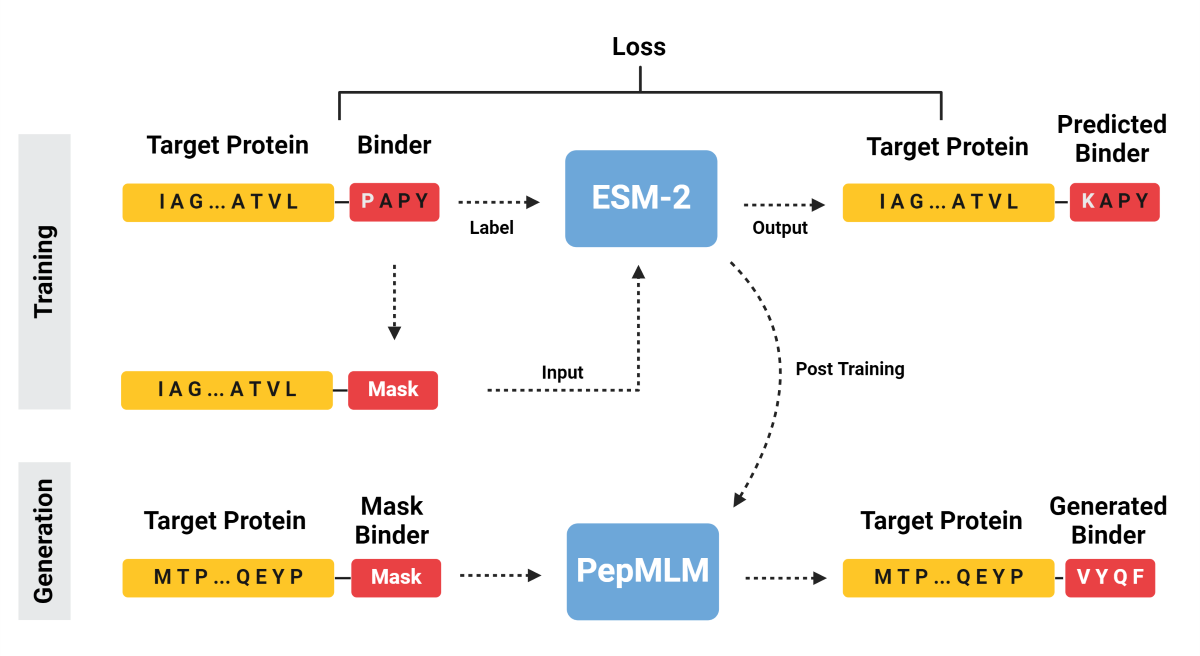 Loss
Target Protein
Binder
Target Protein
Predicted
Binder
Training
I A G ... A T V L
P A P Y
Label
ESM-2
Output
I A G ... A T V L
K A P Y
I A G ... A T V L
Mask
Input
Post Training
Generation
Target Protein
Mask
Binder
Target Protein
Generated
Binder
M T P ... Q E Y P
Mask
PepMLM
M T P ... Q E Y P
V Y Q F